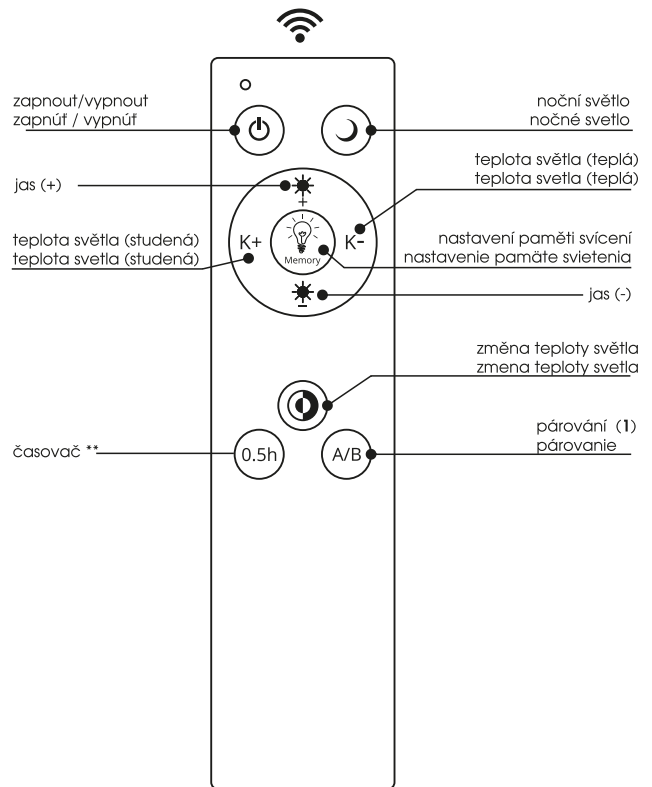 zapnout/vypnout
zapnúť / vypnúť
noční světlo
nočné svetlo
teplota světla (teplá)
teplota svetla (teplá)
jas (+)
+
K+
K-
Memory
teplota světla (studená)
teplota svetla (studená)
nastavení paměti svícení
nastavenie pamäte svietenia
–
jas (-)
změna teploty světla
zmena teploty svetla
časovač **
0.5h
A/B
párování (1)
párovanie